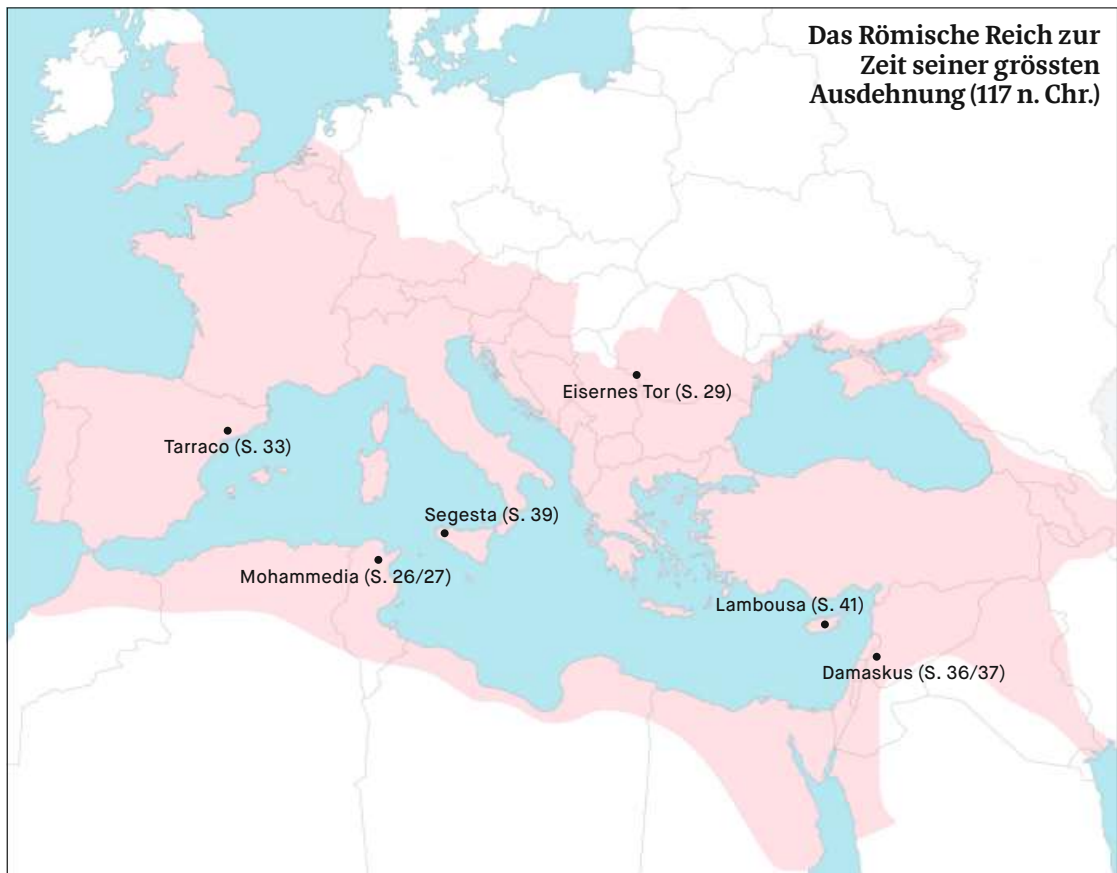 Das Römische Reich zur
Zeit seiner grössten
Ausdehnung (117 n. Chr.)
Eisernes Tor (S. 29)
Tarraco (S. 33)
Segesta (S. 39)
Mohammedia (S. 26/27)
Lambousa (S. 41)
Damaskus (S. 36/37)